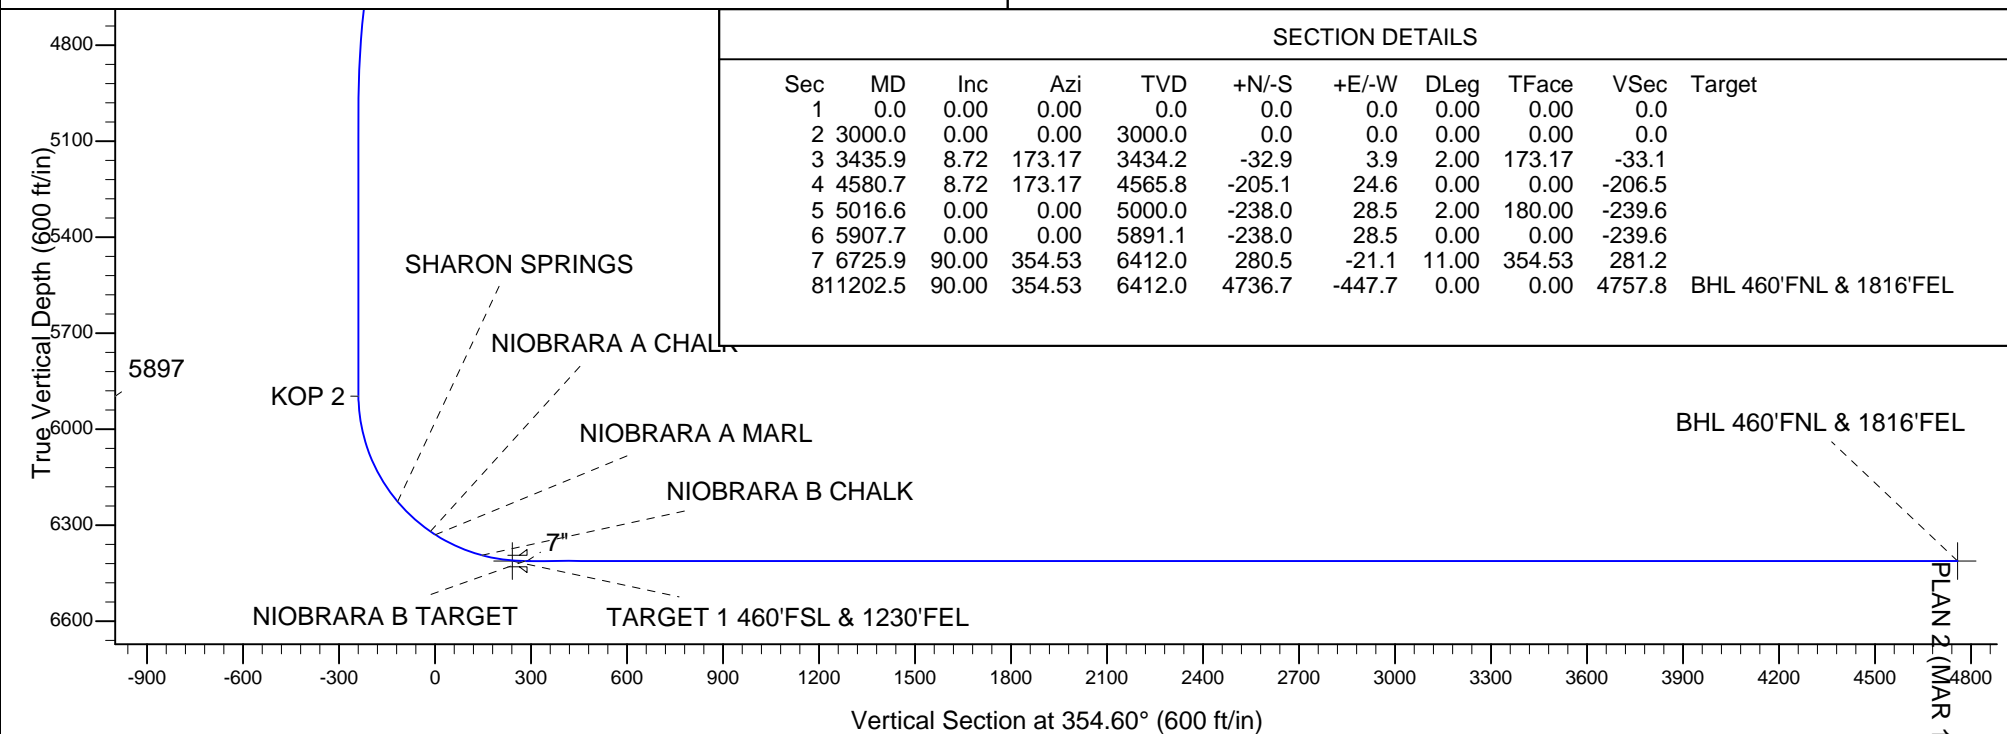 SECTION DETAILS
Sec MD Inc Azi TVD +N/-S +E/-W DLeg TFace VSec Target
1 0.0 0.00 0.00 0.0 0.0 0.0 0.00 0.00 0.0
2 3000.0 0.00 0.00 3000.0 0.0 0.0 0.00 0.00 0.0
3 3435.9 8.72 173.17 3434.2 -32.9 3.9 2.00 173.17 -33.1
4 4580.7 8.72 173.17 4565.8 -205.1 24.6 0.00 0.00 -206.5
5 5016.6 0.00 0.00 5000.0 -238.0 28.5 2.00 180.00 -239.6
6 5907.7 0.00 0.00 5891.1 -238.0 28.5 0.00 0.00 -239.6
7 6725.9 90.00 354.53 6412.0 280.5 -21.1 11.00 354.53 281.2
811202.5 90.00 354.53 6412.0 4736.7 -447.7 0.00 0.00 4757.8 BHL 460'FNL & 1816'FEL
True Vertical Depth (600 ft/in)
4800
5100
5400
5700
6000
6300
6600
SHARON SPRINGS
NIOBRARA A CHALK
5897
KOP 2
NIOBRARA A MARL
BHL 460'FNL & 1816'FEL
NIOBRARA B CHALK
7"
NIOBRARA B TARGET
TARGET 1 460'FSL & 1230'FEL
PLAN 2 (MAR
-900 -600 -300 0 300 600 900 1200 1500 1800 2100 2400 2700 3000 3300 3600 3900 4200 4500 4800
Vertical Section at 354.60° (600 ft/in)